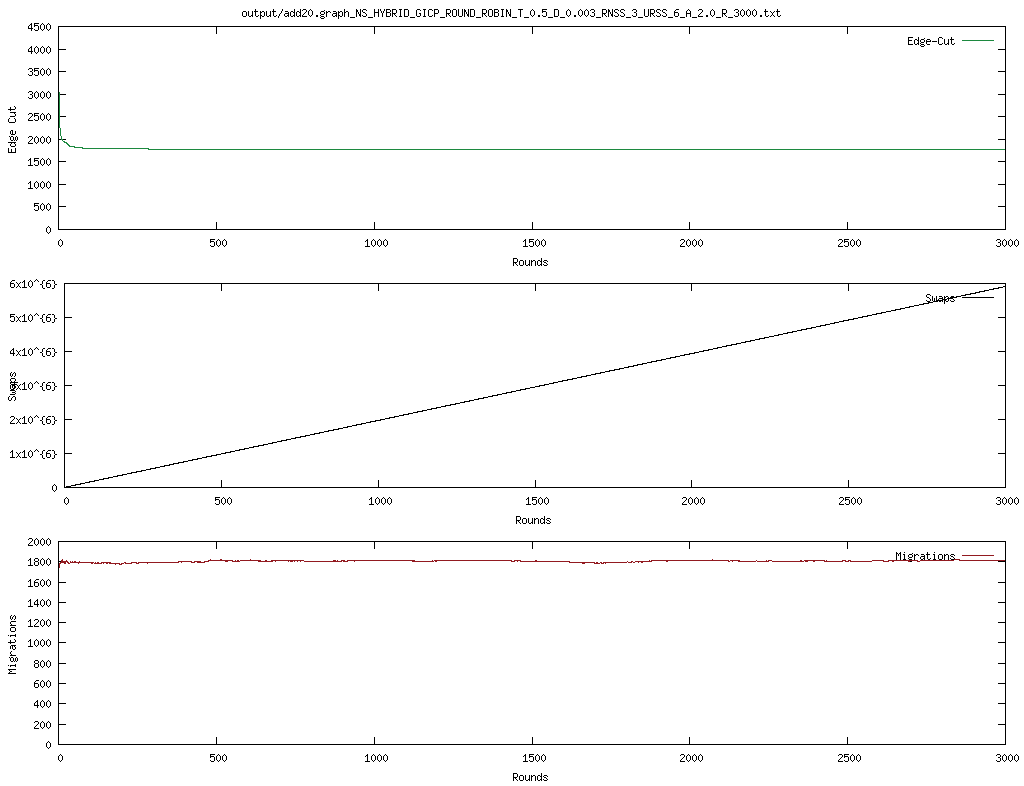 output/add20.graph_NS_HYBRID_GICP_ROUND_ROBIN_T_0.5_D_0.003_RNSS_3_URSS_6_A_2.0_R_3000.txt
4500
4000
3500
3000
2500
2000
1500
1000
500
0
Edge Cut
Edge-Cut
0 500 1000 1500 2000 2500 3000
Rounds
6x10^{6}
5x10^{6}
4x10^{6}
3x10^{6}
2x10^{6}
1x10^{6}
0
Swaps
Swaps
0 500 1000 1500 2000 2500 3000
Rounds
2000
1800
1600
1400
1200
1000
800
600
400
200
0
Migrations
Migrations
0 500 1000 1500 2000 2500 3000
Rounds